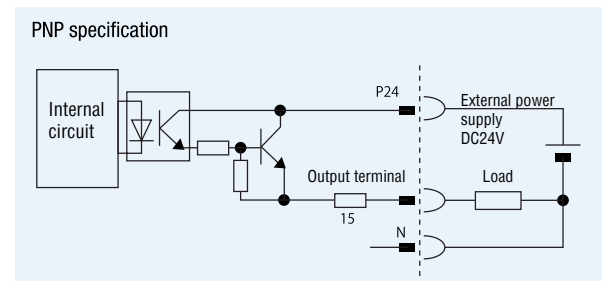 PNP specification
Internal
circuit
P24
External power
supply
DC24V
Output terminal
Load
15
N